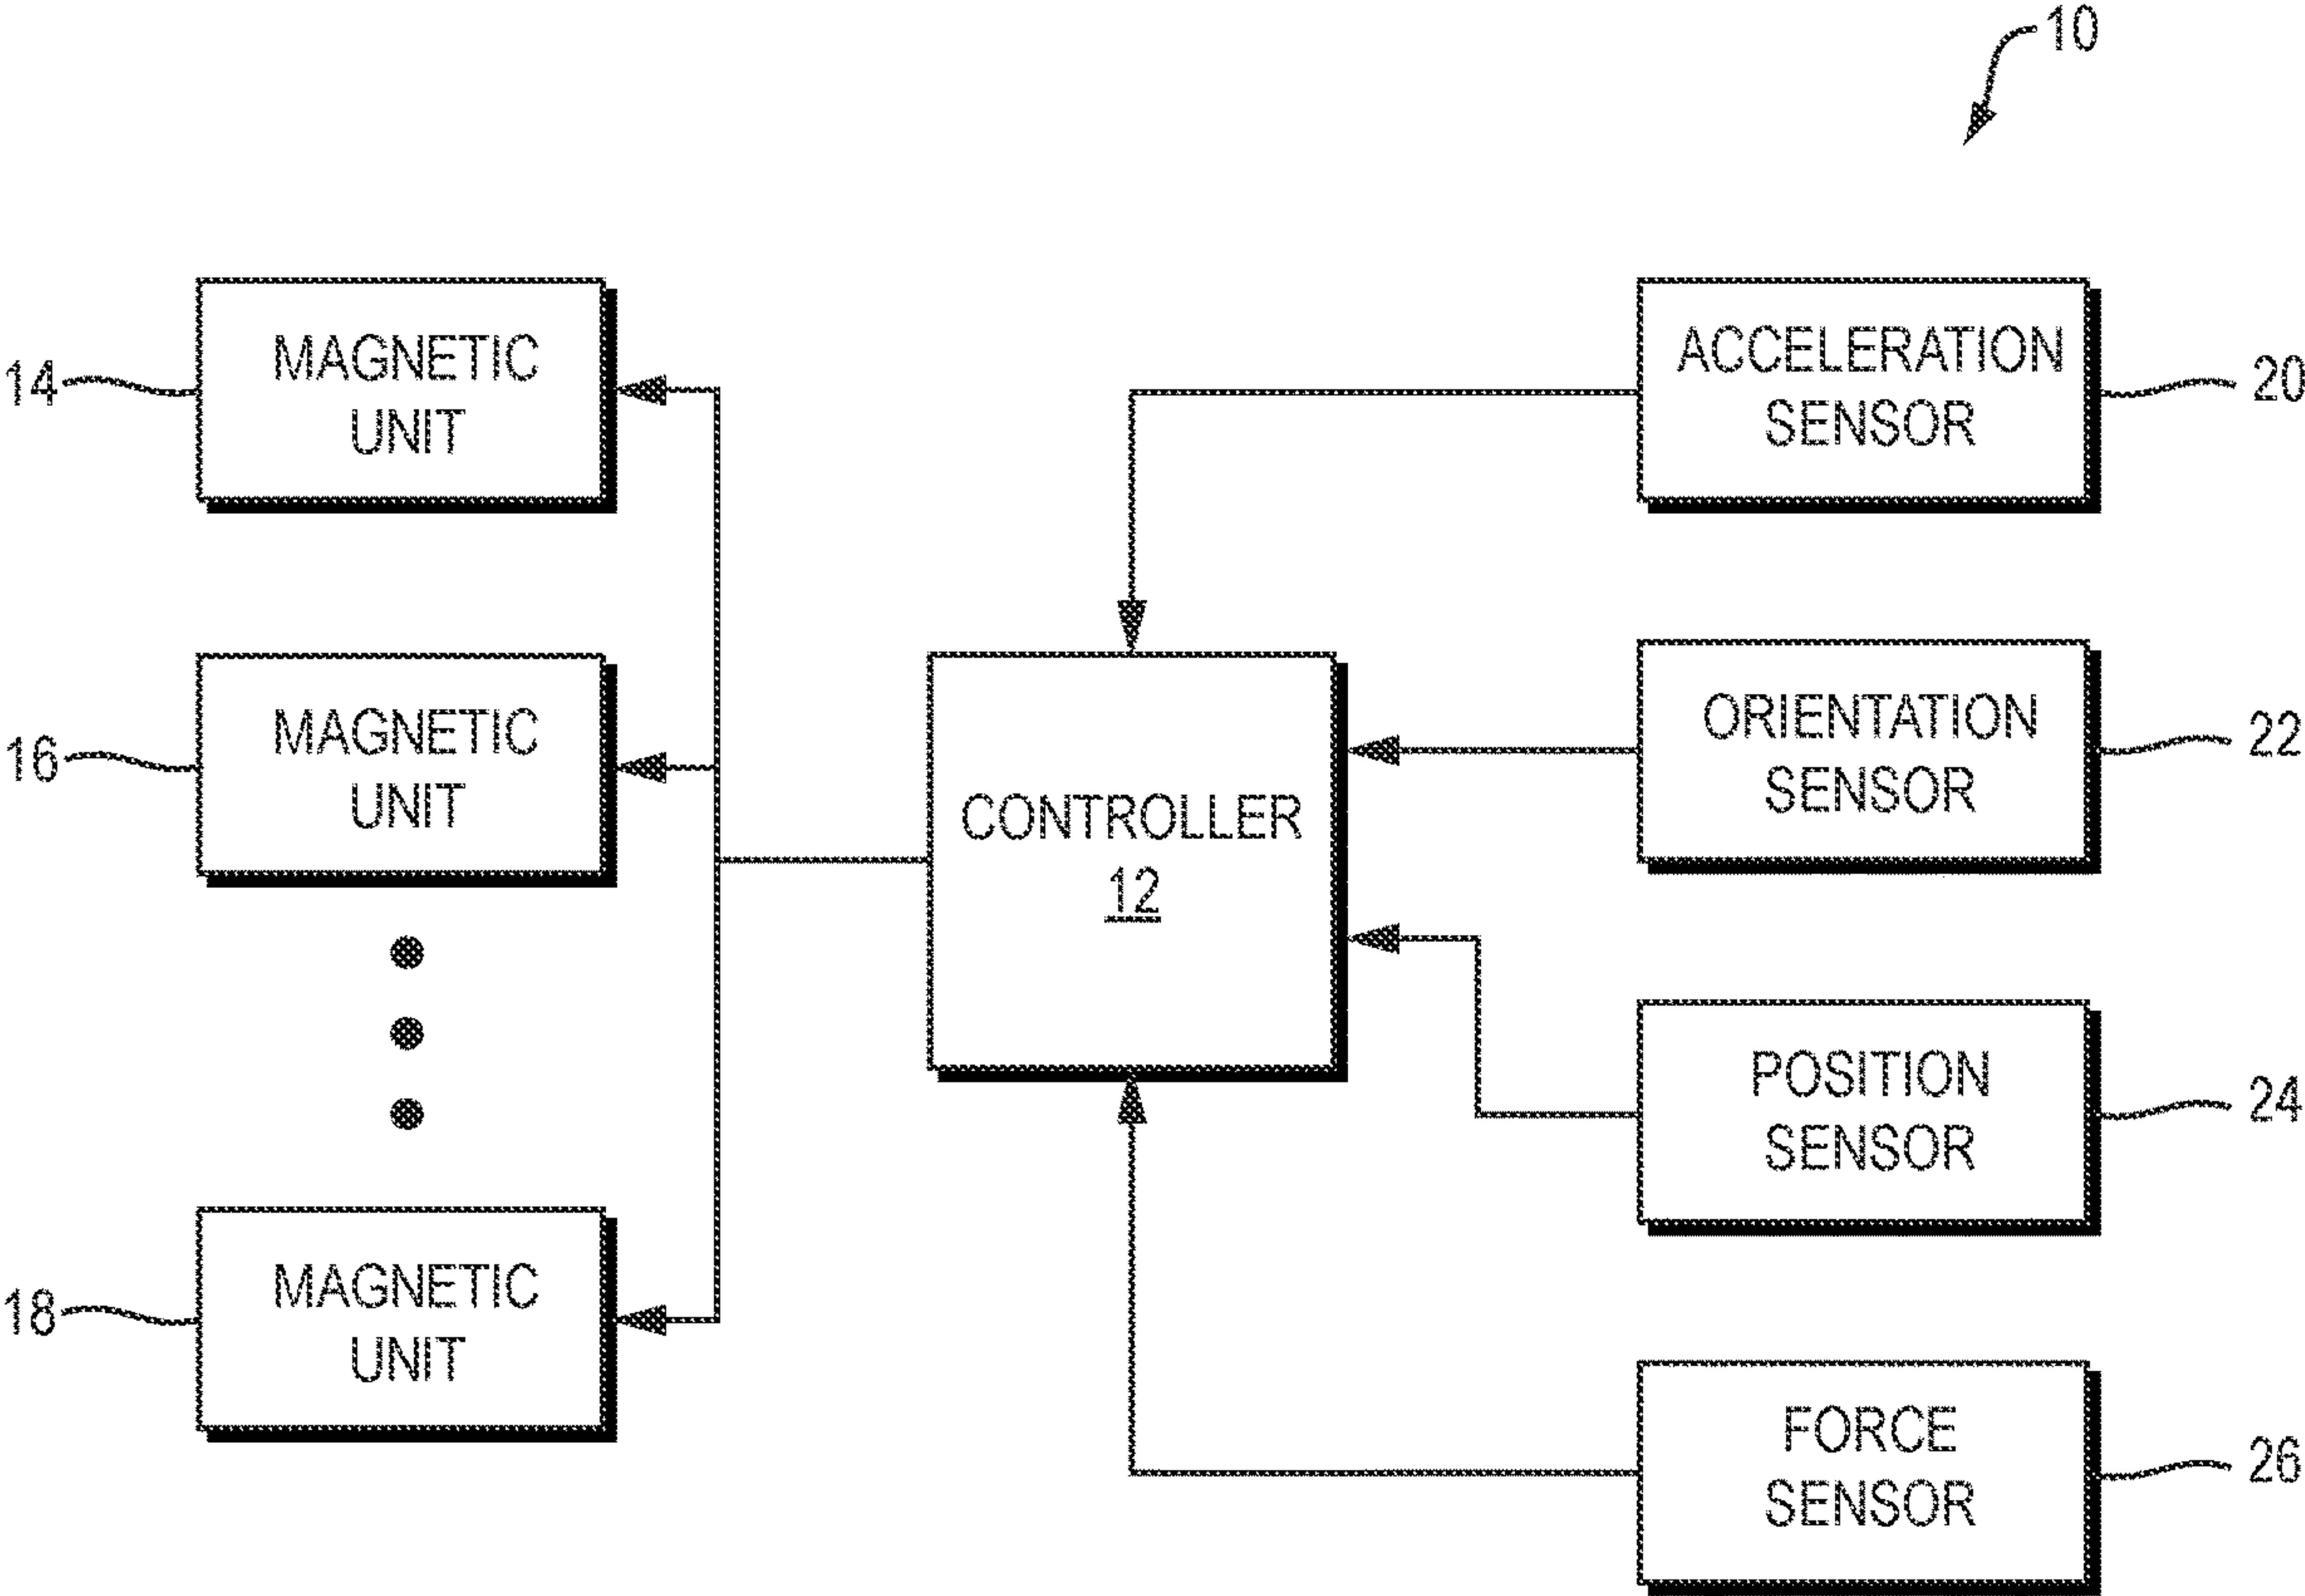 10
MAGNETIC
UNIT
14
ACCELERATION
SENSOR
20
MAGNETIC
UNIT
16
CONTROLLER
12
ORIENTATION
SENSOR
22
POSITION
SENSOR
24
MAGNETIC
UNIT
18
FORCE
SENSOR
26